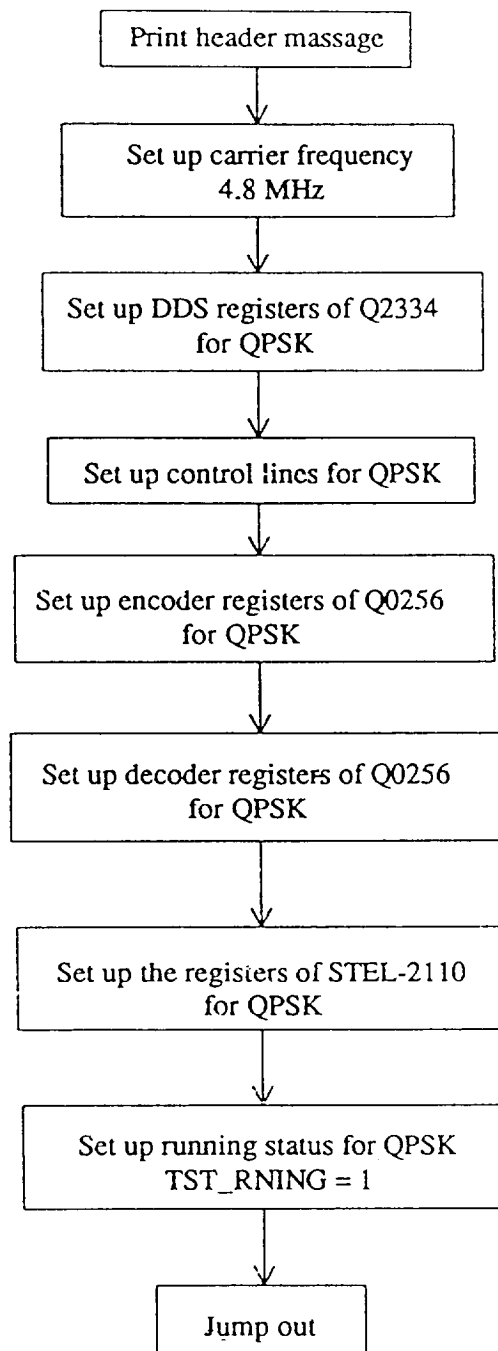 Print header massage
Set up carrier frequency
4.8 MHz
Set up DDS registers of Q2334
for QPSK
Set up control lines for QPSK
Set up encoder registers of Q0256
for QPSK
Set up decoder registers of Q0256
for QPSK
Set up the registers of STEL-2110
for QPSK
Set up running status for QPSK
TST_RNING = 1
Jump out